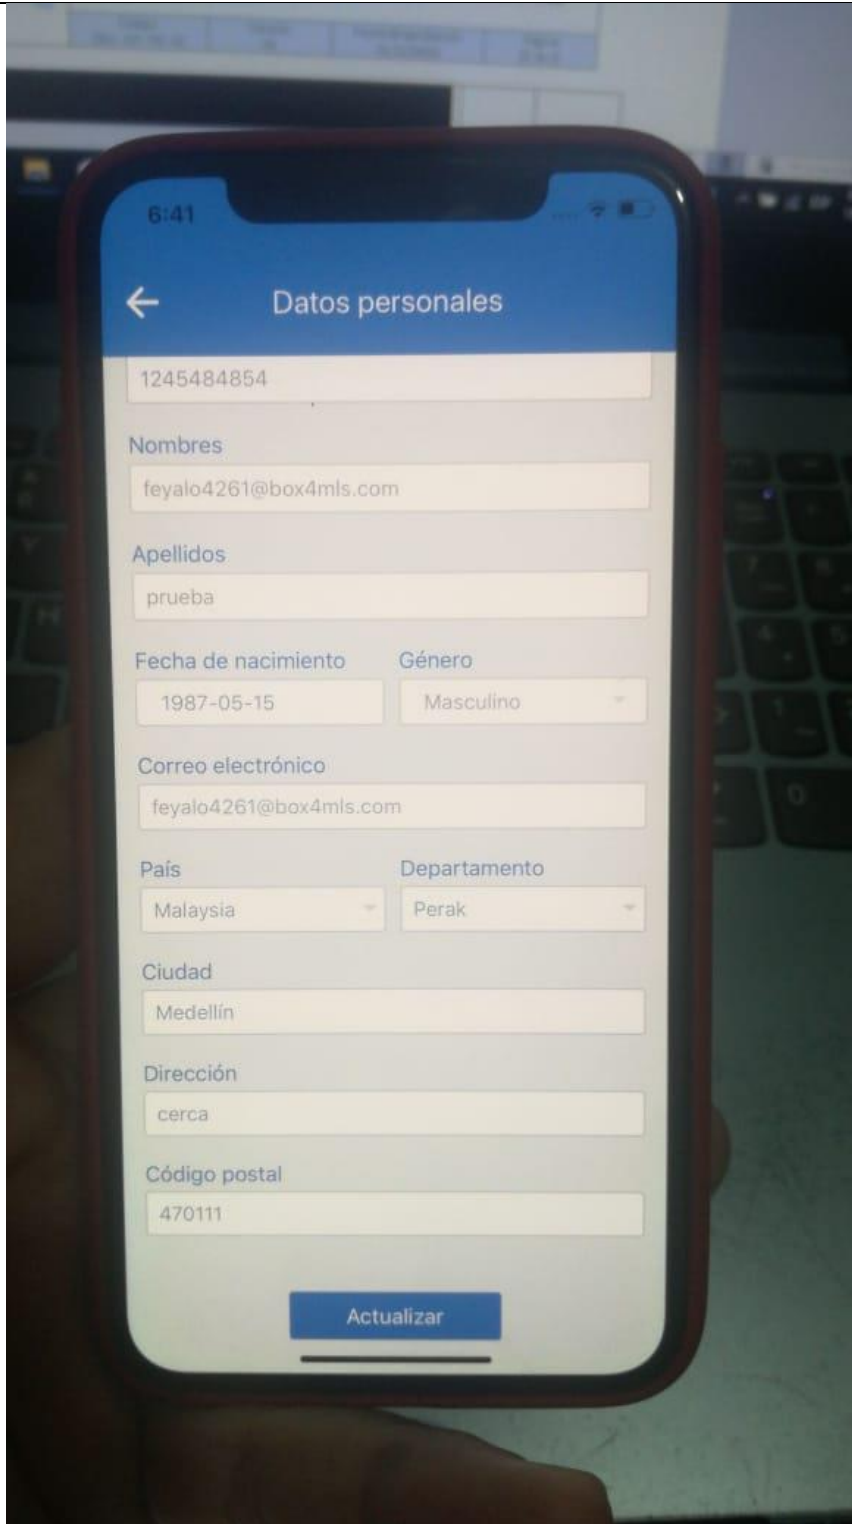 6:41
Datos personales
1245484854
Nombres
feyalo4261@box4mls.com
Apellidos
prueba
Fecha de nacimiento Género
1987-05-15 Masculino
Correo electrónico
feyalo4261@box4mls.com
País Departamento
Malaysia Perak
Ciudad
Medellín
Dirección
cerca
Código postal
470111
Actualizar